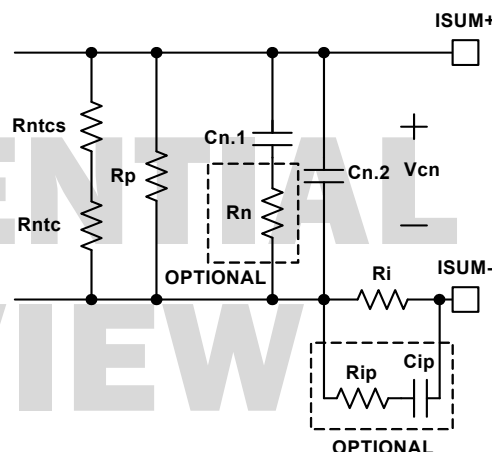 ISUM+
Rntcs
Cn.1
+
Rp
Cn.2
Vcn
Rntc
Rn
−
ENTIAL
OPTIONAL
Ri
ISUM-
VIEW
Rip
Cip
OPTIONAL